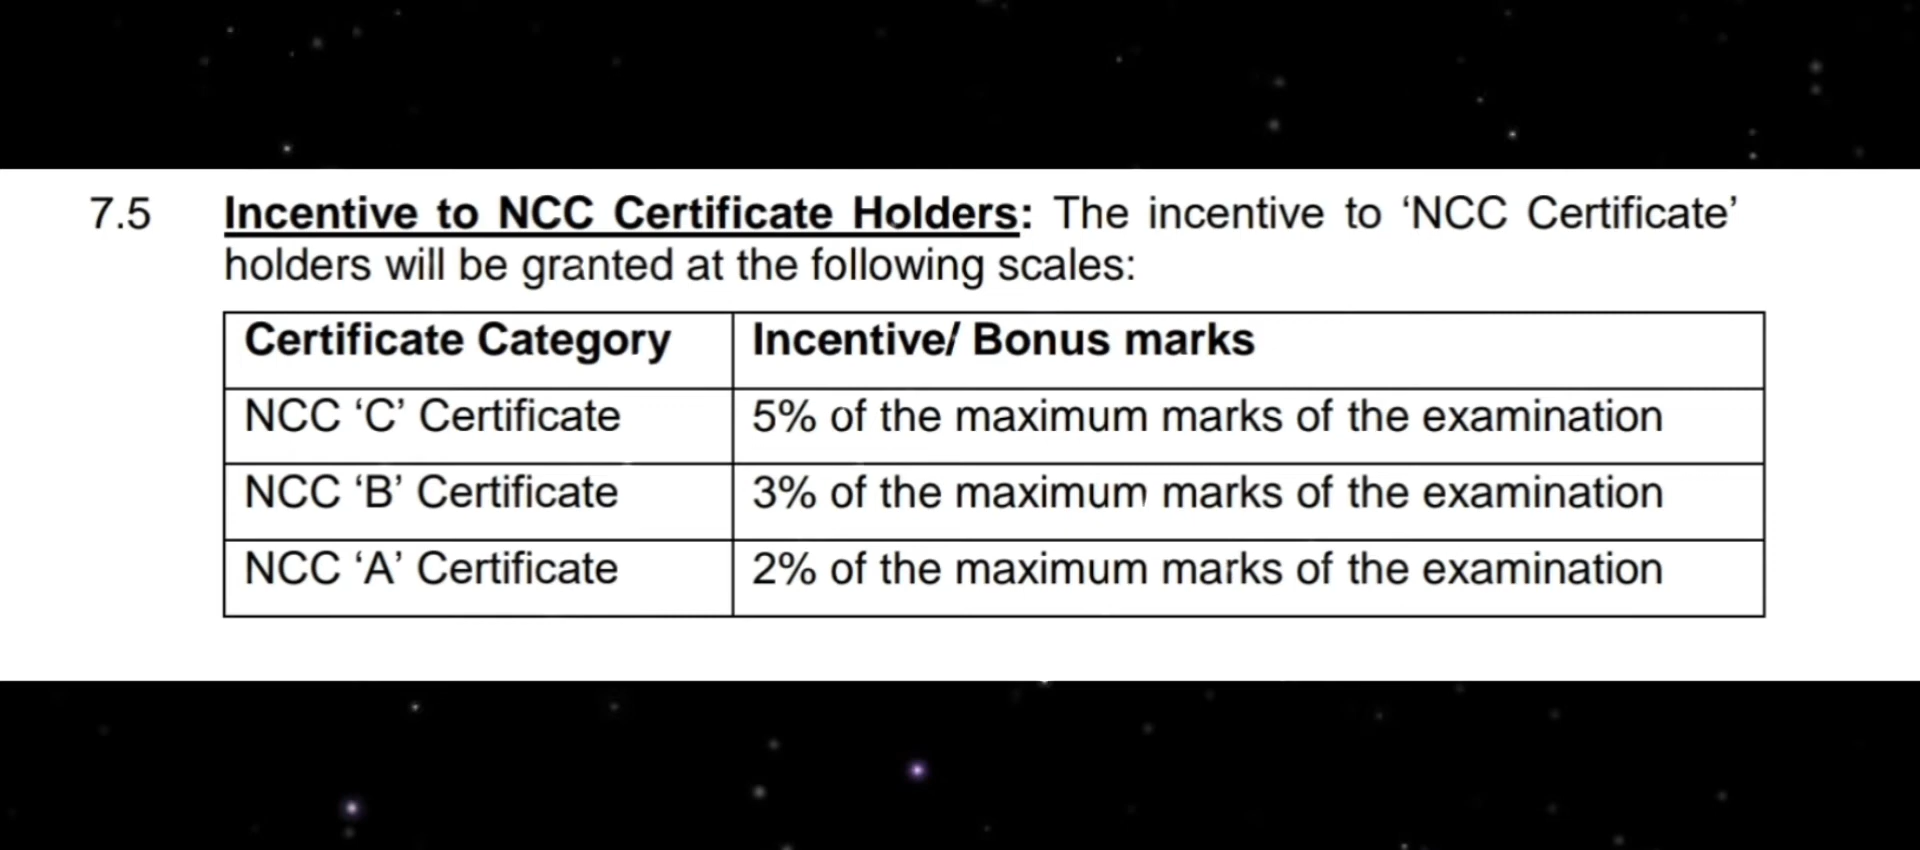 7.5 Incentive to NCC Certificate Holders: The incentive to ‘NCC Certificate’
holders will be granted at the following scales:
Certificate Category Incentive/ Bonus marks
NCC ‘C’ Certificate 5% of the maximum marks of the examination
NCC ‘B’ Certificate 3% of the maximum marks of the examination
NCC ‘A’ Certificate 2% of the maximum marks of the examination